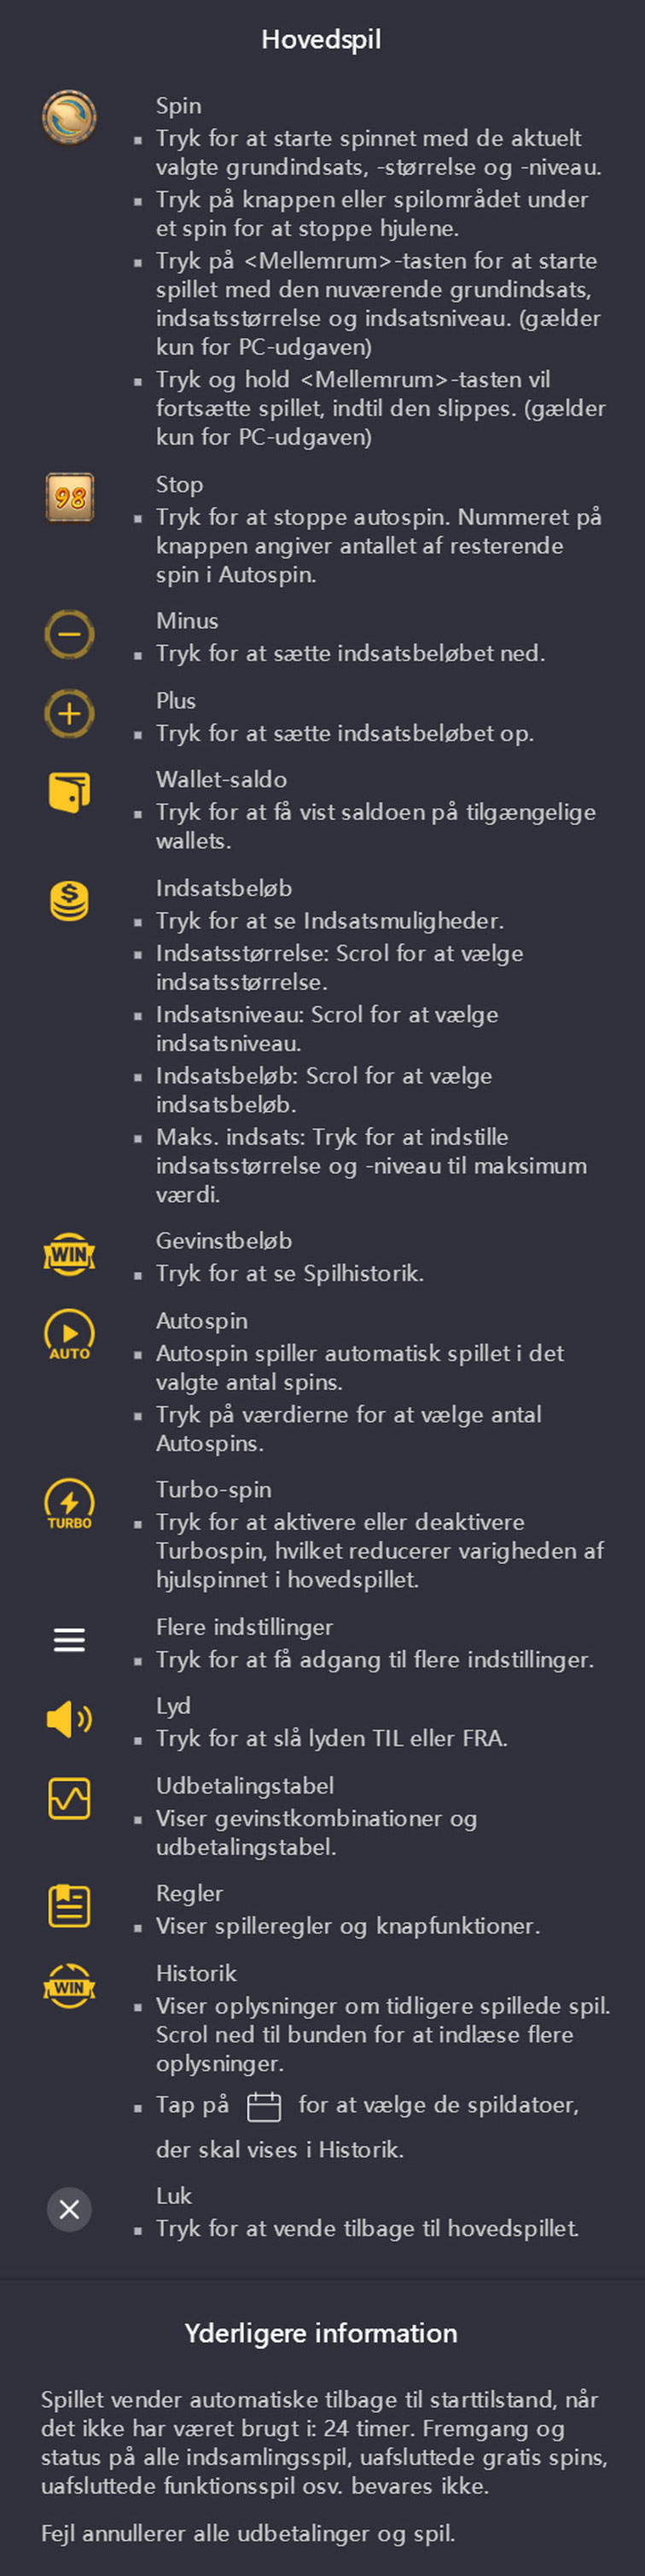 Hovedspil
Spin
▪ Tryk for at starte spinnet med de aktuelt
valgte grundindsats, -størrelse og -niveau.
▪ Tryk på knappen eller spilområdet under
et spin for at stoppe hjulene.
▪ Tryk på <Mellemrum>-tasten for at starte
spillet med den nuværende grundindsats,
indsatsstørrelse og indsatsniveau. (gælder
kun for PC-udgaven)
▪ Tryk og hold <Mellemrum>-tasten vil
fortsætte spillet, indtil den slippes. (gælder
kun for PC-udgaven)
98
Stop
▪ Tryk for at stoppe autospin. Nummeret på
knappen angiver antallet af resterende
spin i Autospin.
Minus
▪ Tryk for at sætte indsatsbeløbet ned.
Plus
▪ Tryk for at sætte indsatsbeløbet op.
Wallet-saldo
▪ Tryk for at få vist saldoen på tilgængelige
wallets.
$
Indsatsbeløb
▪ Tryk for at se Indsatsmuligheder.
▪ Indsatsstørrelse: Scrol for at vælge
indsatsstørrelse.
▪ Indsatsniveau: Scrol for at vælge
indsatsniveau.
▪ Indsatsbeløb: Scrol for at vælge
indsatsbeløb.
▪ Maks. indsats: Tryk for at indstille
indsatsstørrelse og -niveau til maksimum
værdi.
WIN
Gevinstbeløb
▪ Tryk for at se Spilhistorik.
AUTO
Autospin
▪ Autospin spiller automatisk spillet i det
valgte antal spins.
▪ Tryk på værdierne for at vælge antal
Autospins.
TURBO
Turbo-spin
▪ Tryk for at aktivere eller deaktivere
Turbospin, hvilket reducerer varigheden af
hjulspinnet i hovedspillet.
Flere indstillinger
▪ Tryk for at få adgang til flere indstillinger.
Lyd
▪ Tryk for at slå lyden TIL eller FRA.
Udbetalingstabel
▪ Viser gevinstkombinationer og
udbetalingstabel.
Regler
▪ Viser spilleregler og knapfunktioner.
WIN
Historik
▪ Viser oplysninger om tidligere spillede spil.
Scrol ned til bunden for at indlæse flere
oplysninger.
▪ Tap på for at vælge de spildatoer,
der skal vises i Historik.
Luk
▪ Tryk for at vende tilbage til hovedspillet.
Yderligere information
Spillet vender automatiske tilbage til starttilstand, når
det ikke har været brugt i: 24 timer. Fremgang og
status på alle indsamlingsspil, uafsluttede gratis spins,
uafsluttede funktionsspil osv. bevares ikke.
Fejl annullerer alle udbetalinger og spil.